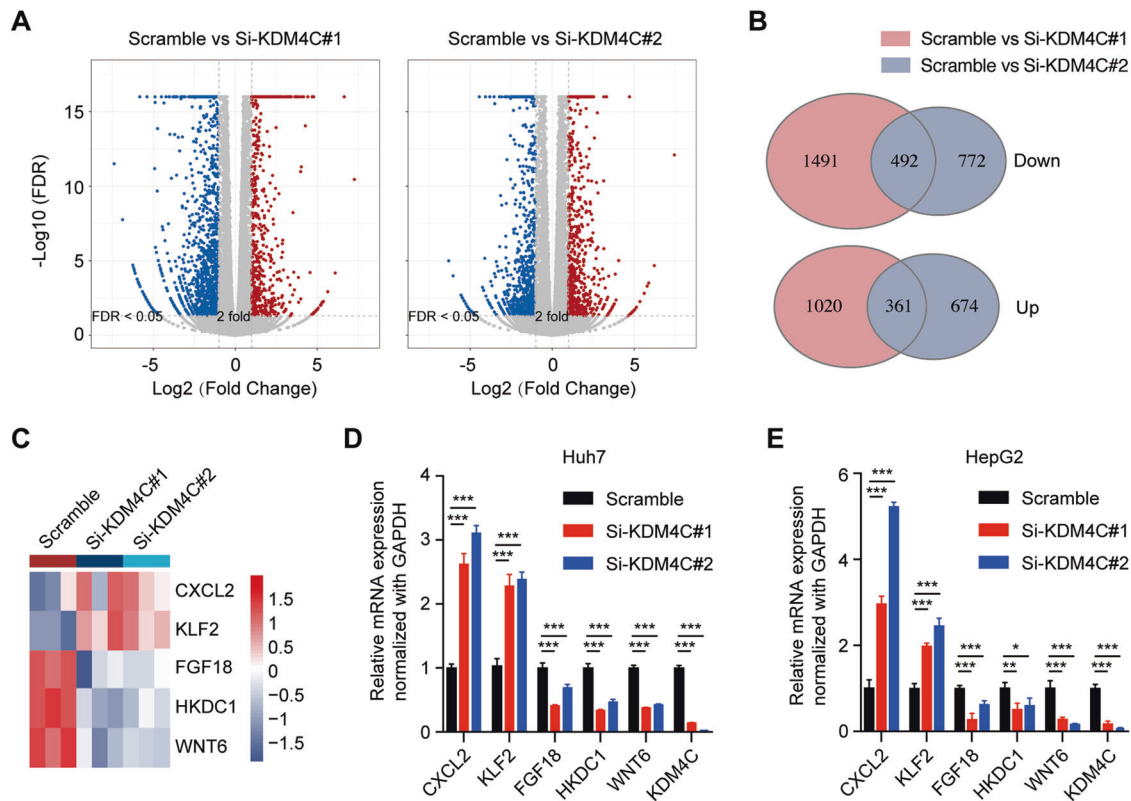 A
Scramble vs Si-KDM4C#1
Scramble vs Si-KDM4C#2
-Log10 (FDR)
15
10
5
0
FDR < 0.05
2 fold
-5
0
5
Log2 (Fold Change)
FDR < 0.05
2 fold
-5
0
5
Log2 (Fold Change)
B
Scramble vs Si-KDM4C#1
Scramble vs Si-KDM4C#2
1491
492
772
Down
1020
361
674
Up
C
Scramble
Si-KDM4C#1
Si-KDM4C#2
CXCL2
KLF2
FGF18
HKDC1
WNT6
1.5
1
0.5
0
−0.5
−1
−1.5
D
Huh7
Relative mRNA expression
normalized with GAPDH
4
3
2
1
0
Scramble
Si-KDM4C#1
Si-KDM4C#2
***
***
***
***
***
***
***
***
***
***
***
***
CXCL2
KLF2
FGF18
HKDC1
WNT6
KDM4C
E
HepG2
Relative mRNA expression
normalized with GAPDH
6
4
2
0
Scramble
Si-KDM4C#1
Si-KDM4C#2
***
***
***
***
***
***
*
**
***
***
***
***
CXCL2
KLF2
FGF18
HKDC1
WNT6
KDM4C